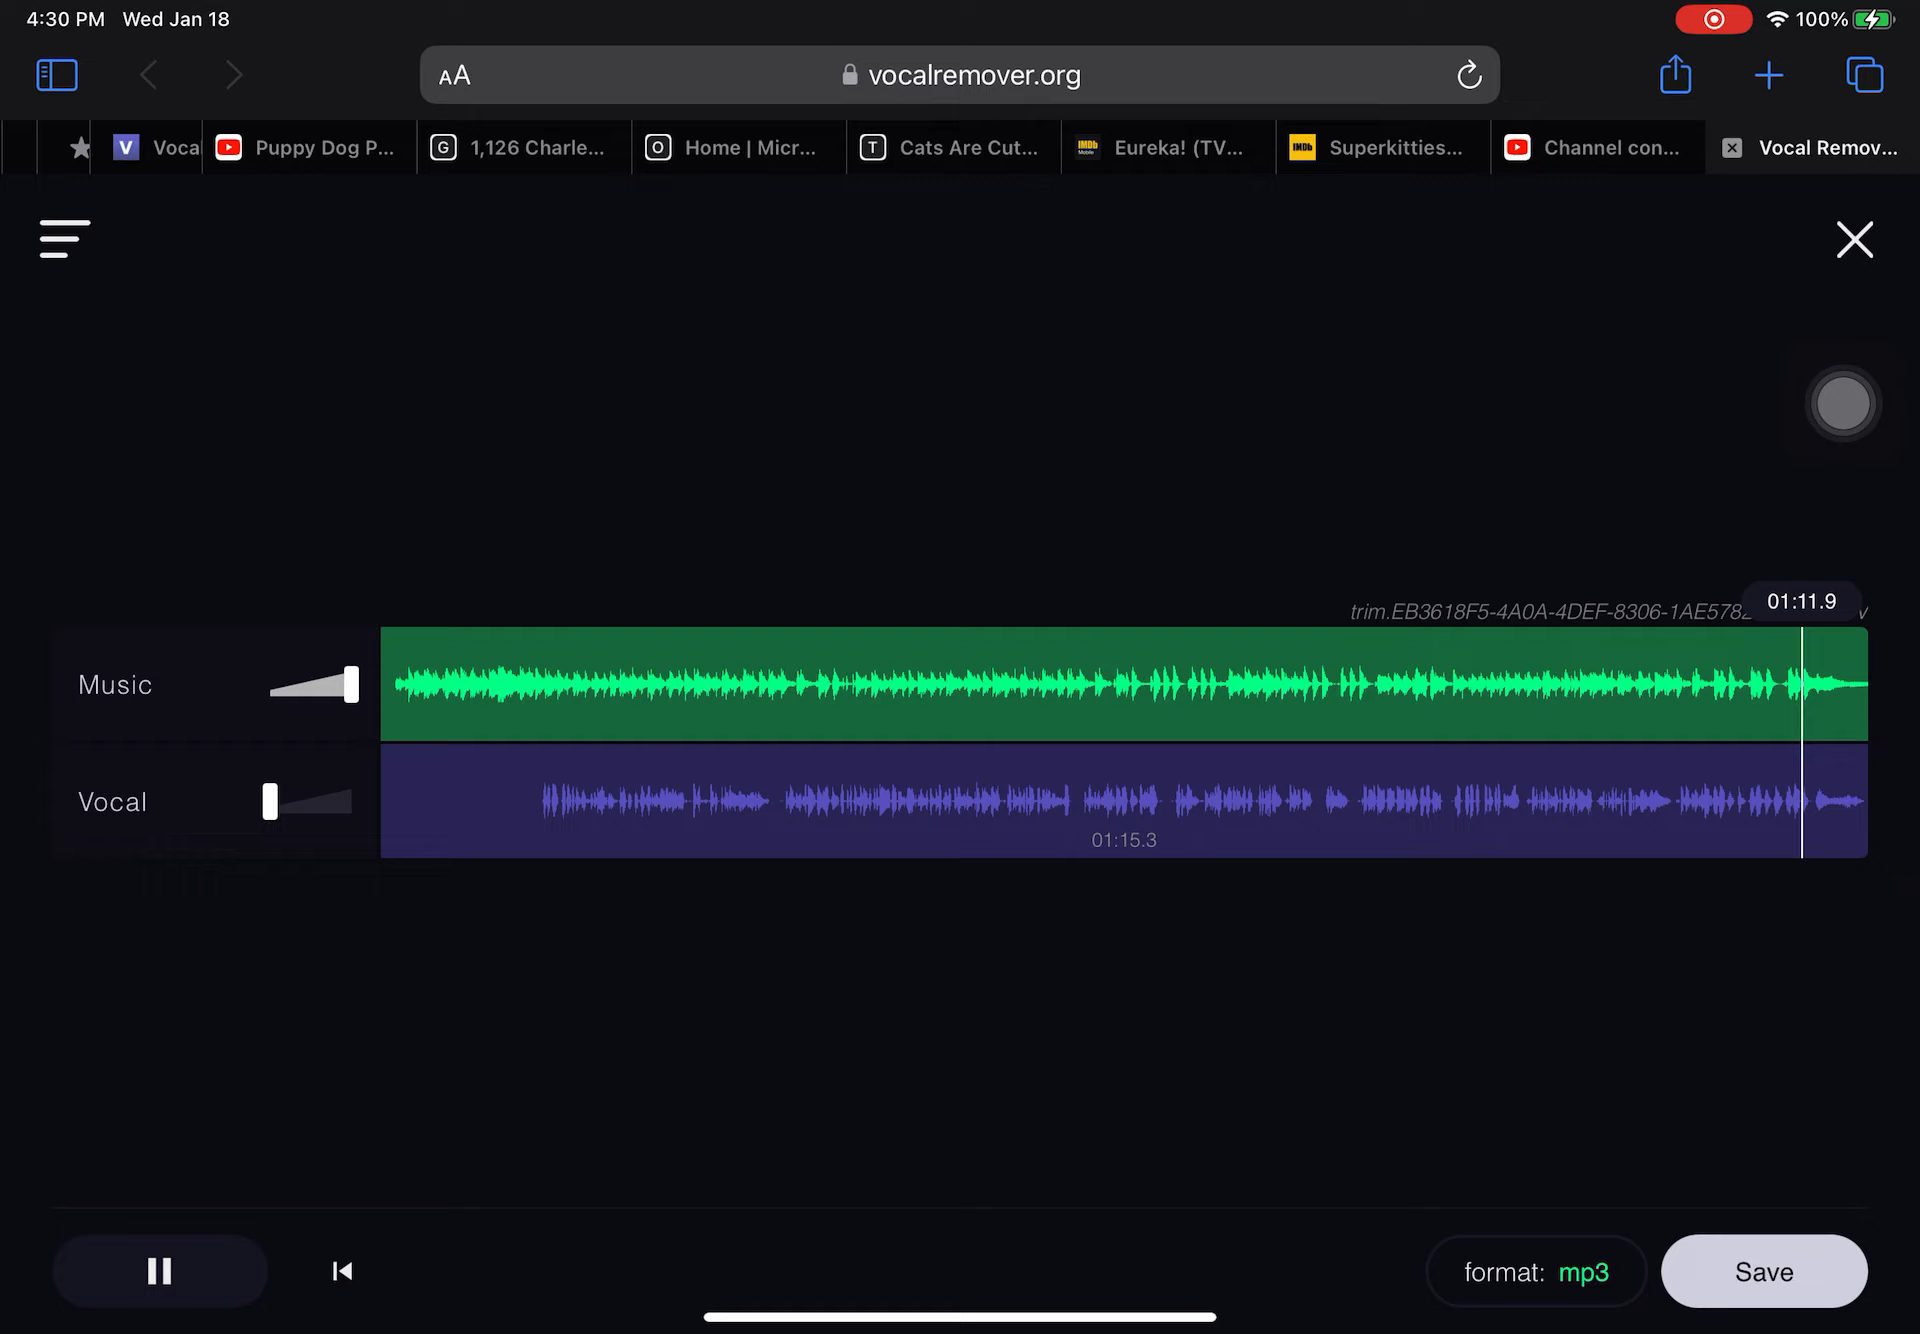 4:30 PM Wed Jan 18 100%
AA vocalremover.org
V Voca Puppy Dog P... G 1,126 Charle... O Home | Micr... T Cats Are Cut... IMDb Eureka! (TV... IMDb Superkitties... Channel con... Vocal Remov...
trim.EB3618F5-4A0A-4DEF-8306-1AE578 v
01:11.9
Music
Vocal
01:15.3
format: mp3
Save